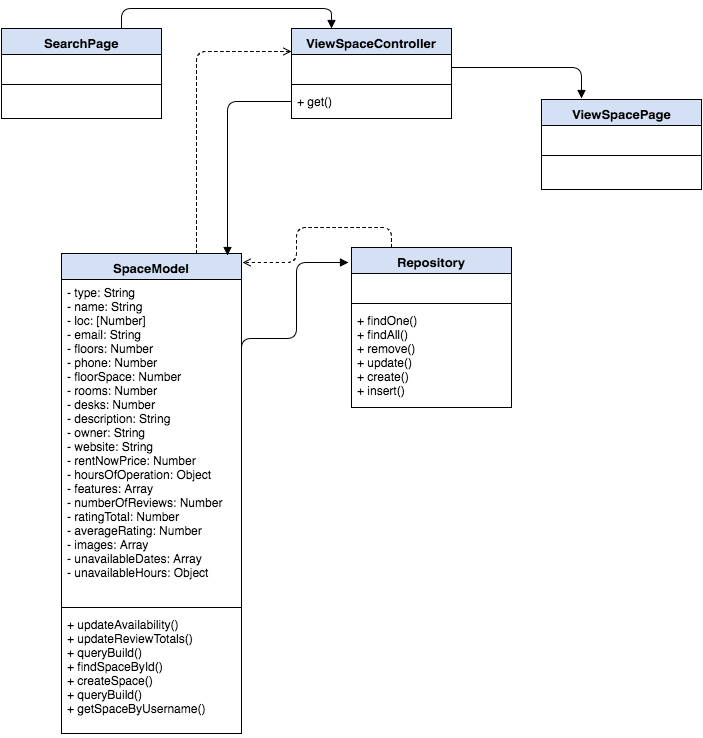 SearchPage
ViewSpaceController
+ get()
ViewSpacePage
SpaceModel
- type: String
- name: String
- loc: [Number]
- email: String
- floors: Number
- phone: Number
- floorSpace: Number
- rooms: Number
- desks: Number
- description: String
- owner: String
- website: String
- rentNowPrice: Number
- hoursOfOperation: Object
- features: Array
- numberOfReviews: Number
- ratingTotal: Number
- averageRating: Number
- images: Array
- unavailableDates: Array
- unavailableHours: Object
+ updateAvailability()
+ updateReviewTotals()
+ queryBuild()
+ findSpaceById()
+ createSpace()
+ queryBuild()
+ getSpaceByUsername()
Repository
+ findOne()
+ findAll()
+ remove()
+ update()
+ create()
+ insert()